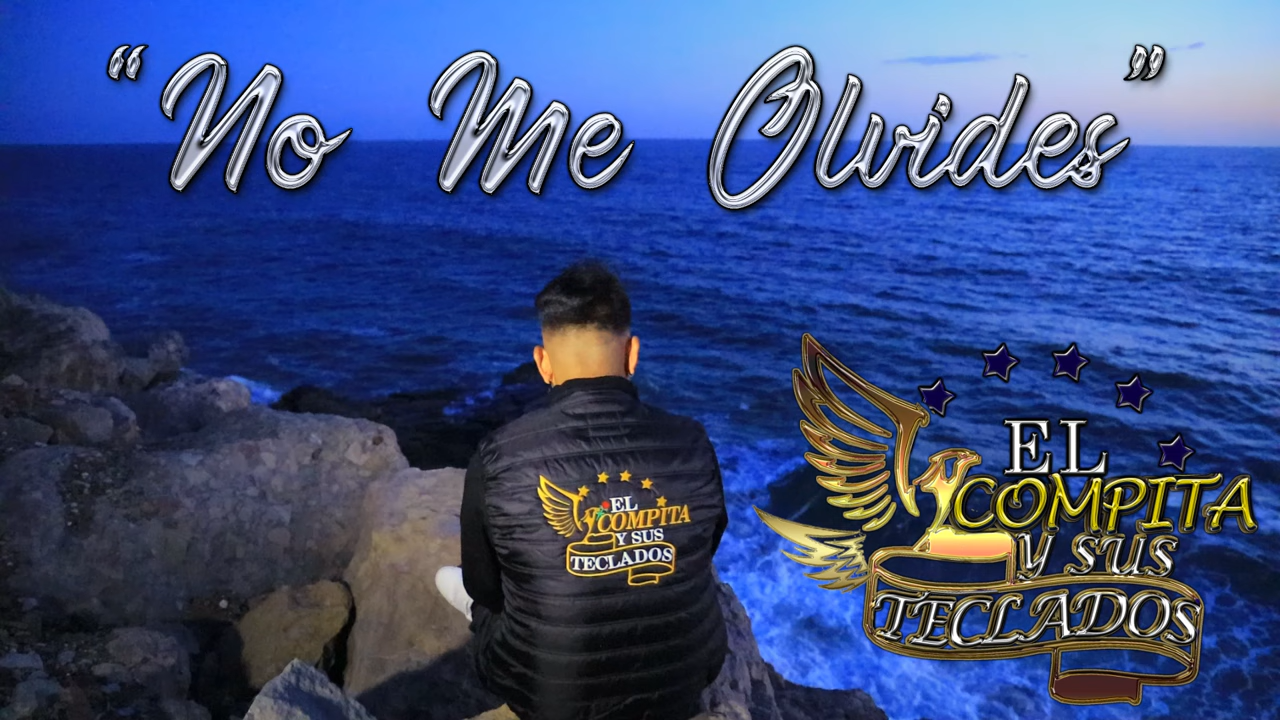 “No Me Olvides”
EL
COMPITA
Y SUS
TECLADOS
EL
COMPITA
Y SUS
TECLADOS